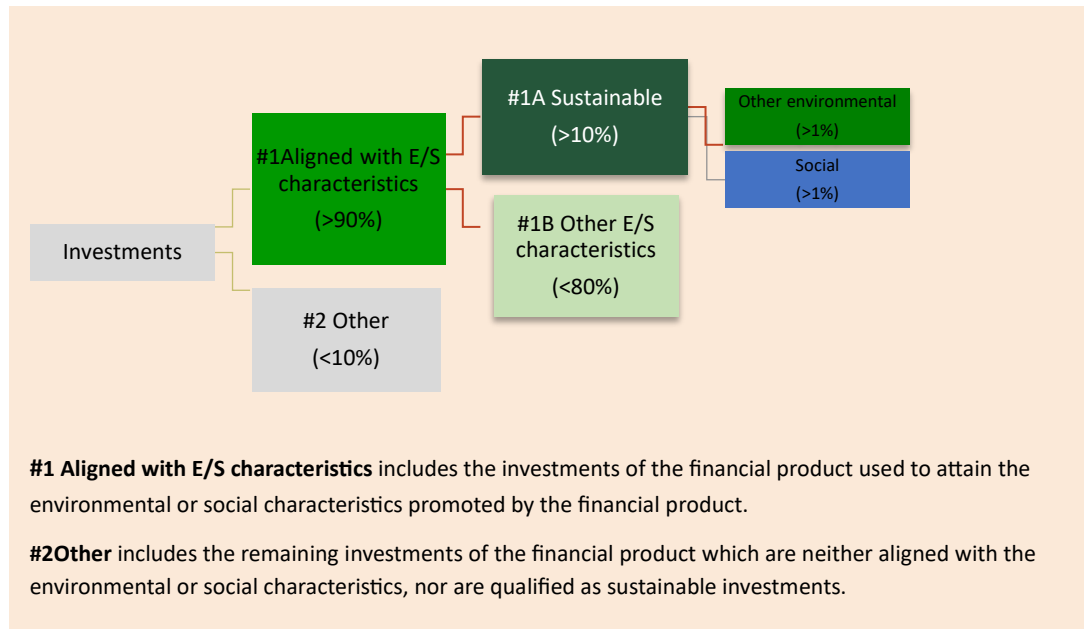 Investments
#1Aligned with E/S
characteristics
(>90%)
#2 Other
(<10%)
#1A Sustainable
(>10%)
#1B Other E/S
characteristics
(<80%)
Other environmental
(>1%)
Social
(>1%)
#1 Aligned with E/S characteristics includes the investments of the financial product used to attain the
environmental or social characteristics promoted by the financial product.
#2Other includes the remaining investments of the financial product which are neither aligned with the
environmental or social characteristics, nor are qualified as sustainable investments.